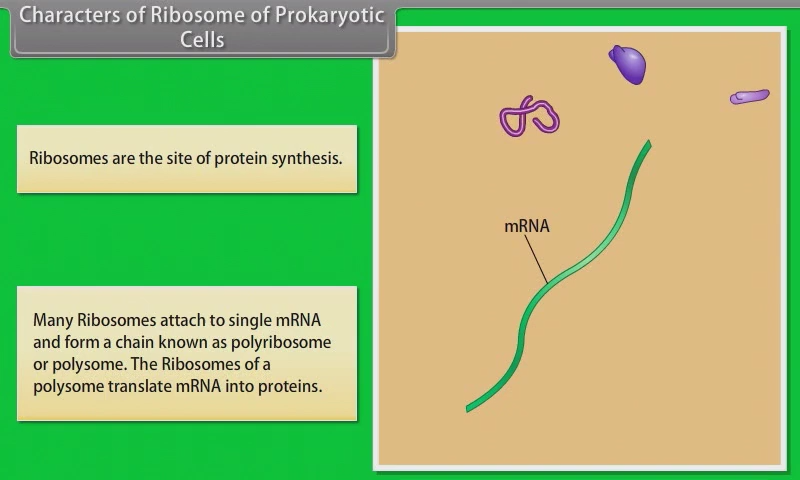 Characters of Ribosome of Prokaryotic
Cells
Ribosomes are the site of protein synthesis.
mRNA
Many Ribosomes attach to single mRNA
and form a chain known as polyribosome
or polysome. The Ribosomes of a
polysome translate mRNA into proteins.